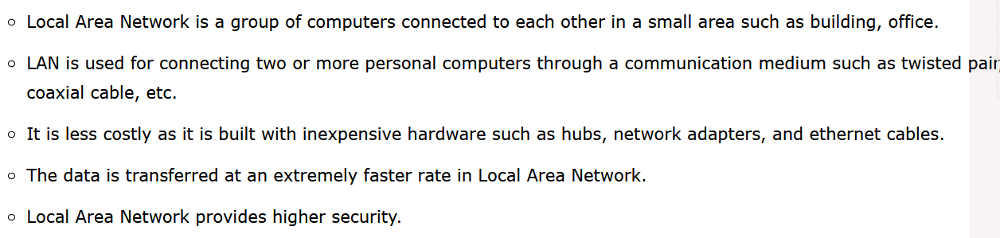 Local Area Network is a group of computers connected to each other in a small area such as building, office.
LAN is used for connecting two or more personal computers through a communication medium such as twisted pair,
coaxial cable, etc.
It is less costly as it is built with inexpensive hardware such as hubs, network adapters, and ethernet cables.
The data is transferred at an extremely faster rate in Local Area Network.
Local Area Network provides higher security.